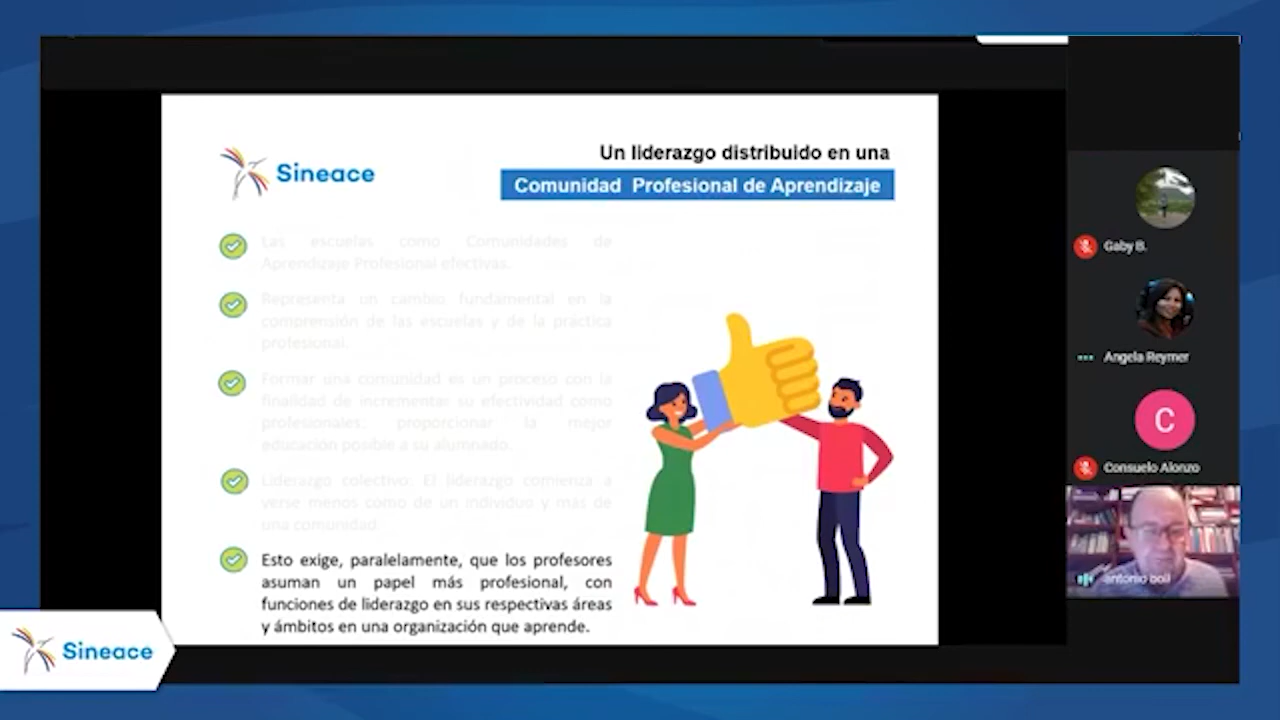 Un liderazgo distribuido en una
Sineace
Comunidad Profesional de Aprendizaje
Las escuelas como Comunidades de
Aprendizaje Profesional efectivas.
Representa un cambio fundamental en la
comprensión de las escuelas y de la práctica
profesional.
Formar una comunidad es un proceso con la
finalidad de incrementar su efectividad como
profesionales: proporcionar la mejor
educación posible a su alumnado.
Liderazgo colectivo: El liderazgo comienza a
verse menos como de un individuo y más de
una comunidad
Esto exige, paralelamente, que los profesores
asuman un papel más profesional, con
funciones de liderazgo en sus respectivas áreas
y ámbitos en una organización que aprende.
Gaby B.
Angela Reymer
C
Consuelo Alonzo
antonio boli
Sineace